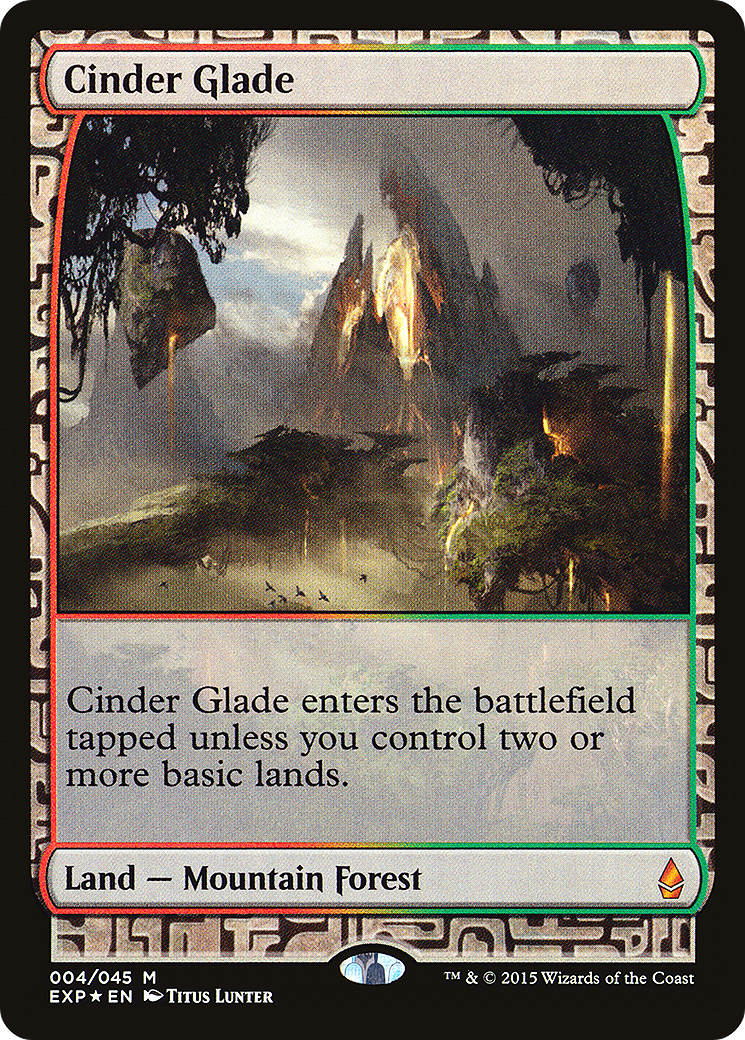 Cinder Glade
Cinder Glade enters the battlefield
tapped unless you control two or
more basic lands.
Land — Mountain Forest
004/045 M
EXP★EN Titus Lunter
™ & © 2015 Wizards of the Coast